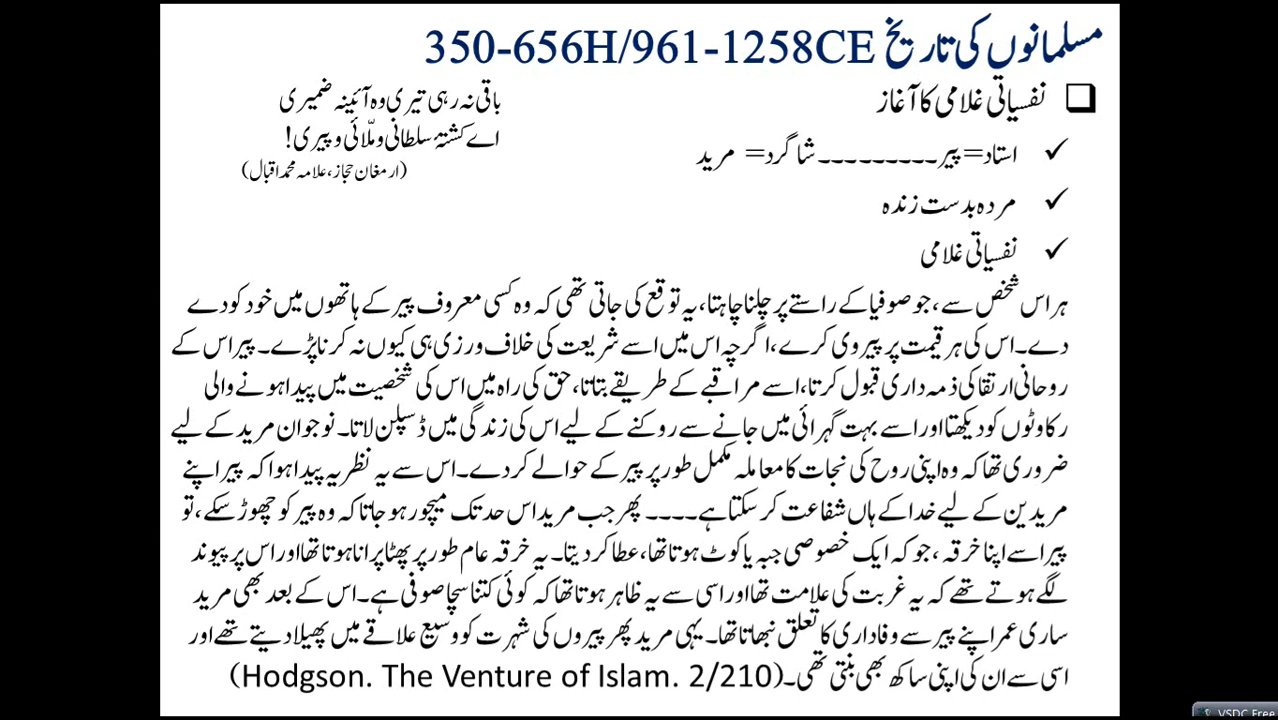 مسلمانوں کی تاریخ 350-656H/961-1258CE
نفسیاتی غلامی کا آغاز
باقی نہ رہی تیری وہ آئینہ ضمیری
اے کشتۂ سلطانی و ملّائی و پیری!
(ارمغان حجاز، علامہ محمد اقبال)
استاد= پیر---------شاگرد= مرید
مردہ بدست زندہ
نفسیاتی غلامی
ہر اس شخص سے، جو صوفیا کے راستے پر چلنا چاہتا، یہ توقع کی جاتی تھی کہ وہ کسی معروف پیر کے ہاتھوں میں خود کو دے
دے۔ اس کی ہر قیمت پر پیروی کرے، اگرچہ اس میں اسے شریعت کی خلاف ورزی ہی کیوں نہ کرنا پڑے۔ پیر اس کے
روحانی ارتقا کی ذمہ داری قبول کرتا، اسے مراقبے کے طریقے بتاتا، حق کی راہ میں اس کی شخصیت میں پیدا ہونے والی
رکاوٹوں کو دیکھتا اور اسے بہت گہرائی میں جانے سے روکنے کے لیے اس کی زندگی میں ڈسپلن لاتا۔ نوجوان مرید کے لیے
ضروری تھا کہ وہ اپنی روح کی نجات کا معاملہ مکمل طور پر پیر کے حوالے کر دے۔ اس سے یہ نظریہ پیدا ہوا کہ پیر اپنے
مریدین کے لیے خدا کے ہاں شفاعت کر سکتا ہے۔۔۔۔ پھر جب مرید اس حد تک میچور ہو جاتا کہ وہ پیر کو چھوڑ سکے، تو
پیر اسے اپنا خرقہ، جو کہ ایک خصوصی جبہ یا کوٹ ہوتا تھا، عطا کر دیتا۔ یہ خرقہ عام طور پر پھٹا پرانا ہوتا تھا اور اس پر پیوند
لگے ہوتے تھے کہ یہ غربت کی علامت تھا اور اسی سے یہ ظاہر ہوتا تھا کہ کوئی کتنا سچا صوفی ہے۔ اس کے بعد بھی مرید
ساری عمر اپنے پیر سے وفاداری کا تعلق نبھاتا تھا۔ یہی مرید پھر پیروں کی شہرت کو وسیع علاقے میں پھیلا دیتے تھے اور
اسی سے ان کی اپنی ساکھ بھی بنتی تھی۔ (Hodgson. The Venture of Islam. 2/210)
VSDC Free